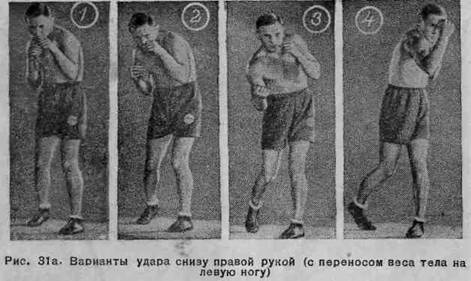 1 2 3 4
Рис. 31а. Варианты удара снизу правой рукой (с переносом веса тела на
левую ногу)